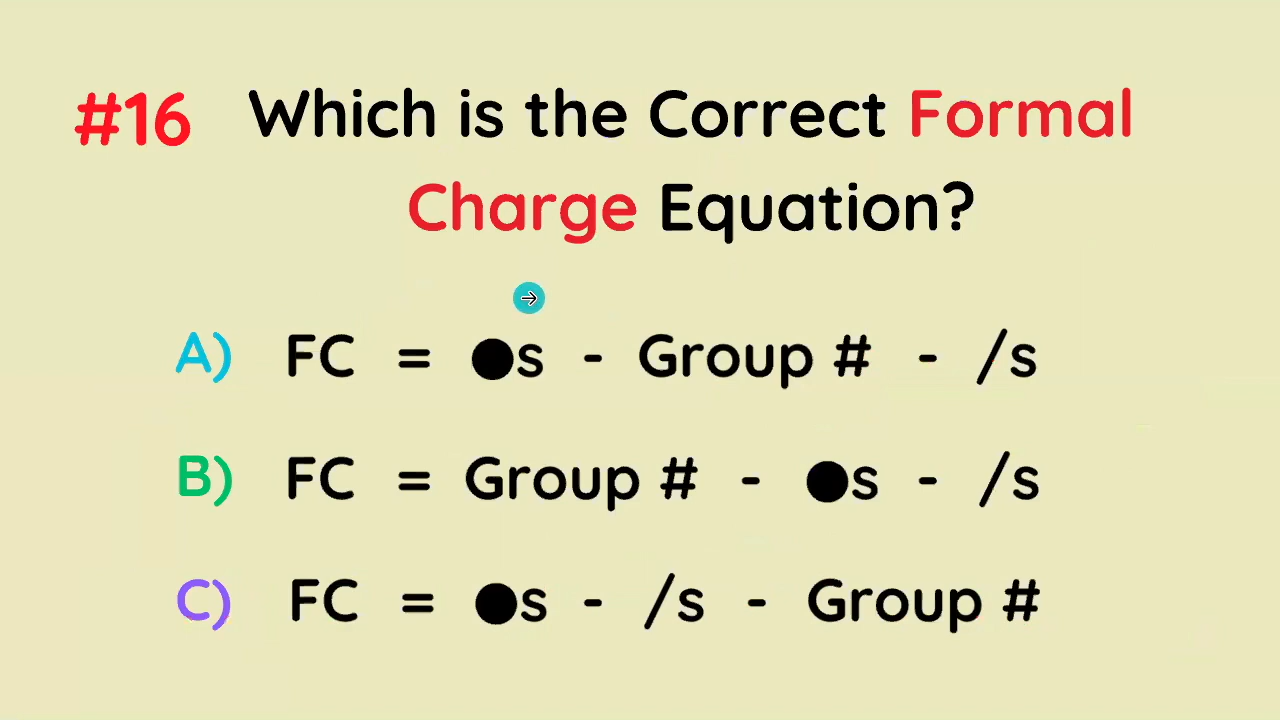 #16 Which is the Correct Formal
Charge Equation?
A) FC = ●s - Group # - /s
B) FC = Group # - ●s - /s
C) FC = ●s - /s - Group #